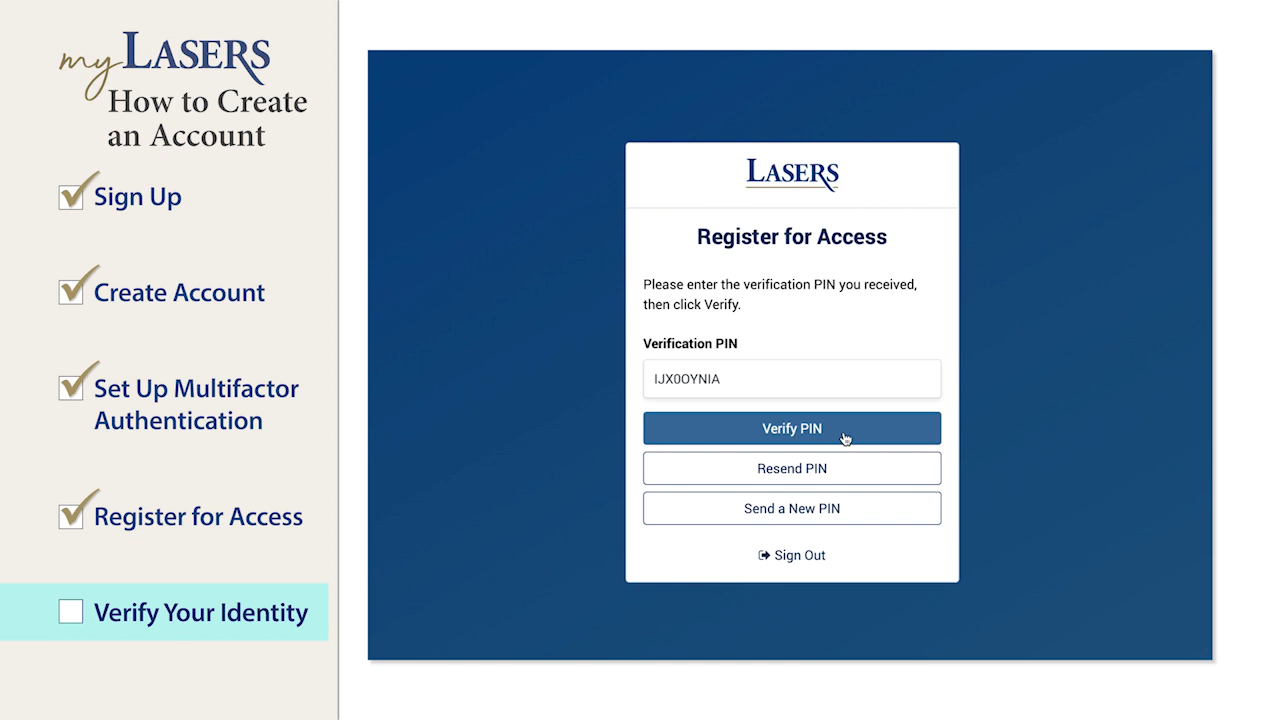 myLASERS
How to Create
an Account
Sign Up
Create Account
Set Up Multifactor
Authentication
Register for Access
Verify Your Identity
LASERS
Register for Access
Please enter the verification PIN you received,
then click Verify.
Verification PIN
IJX0OYNIA
Verify PIN
Resend PIN
Send a New PIN
Sign Out